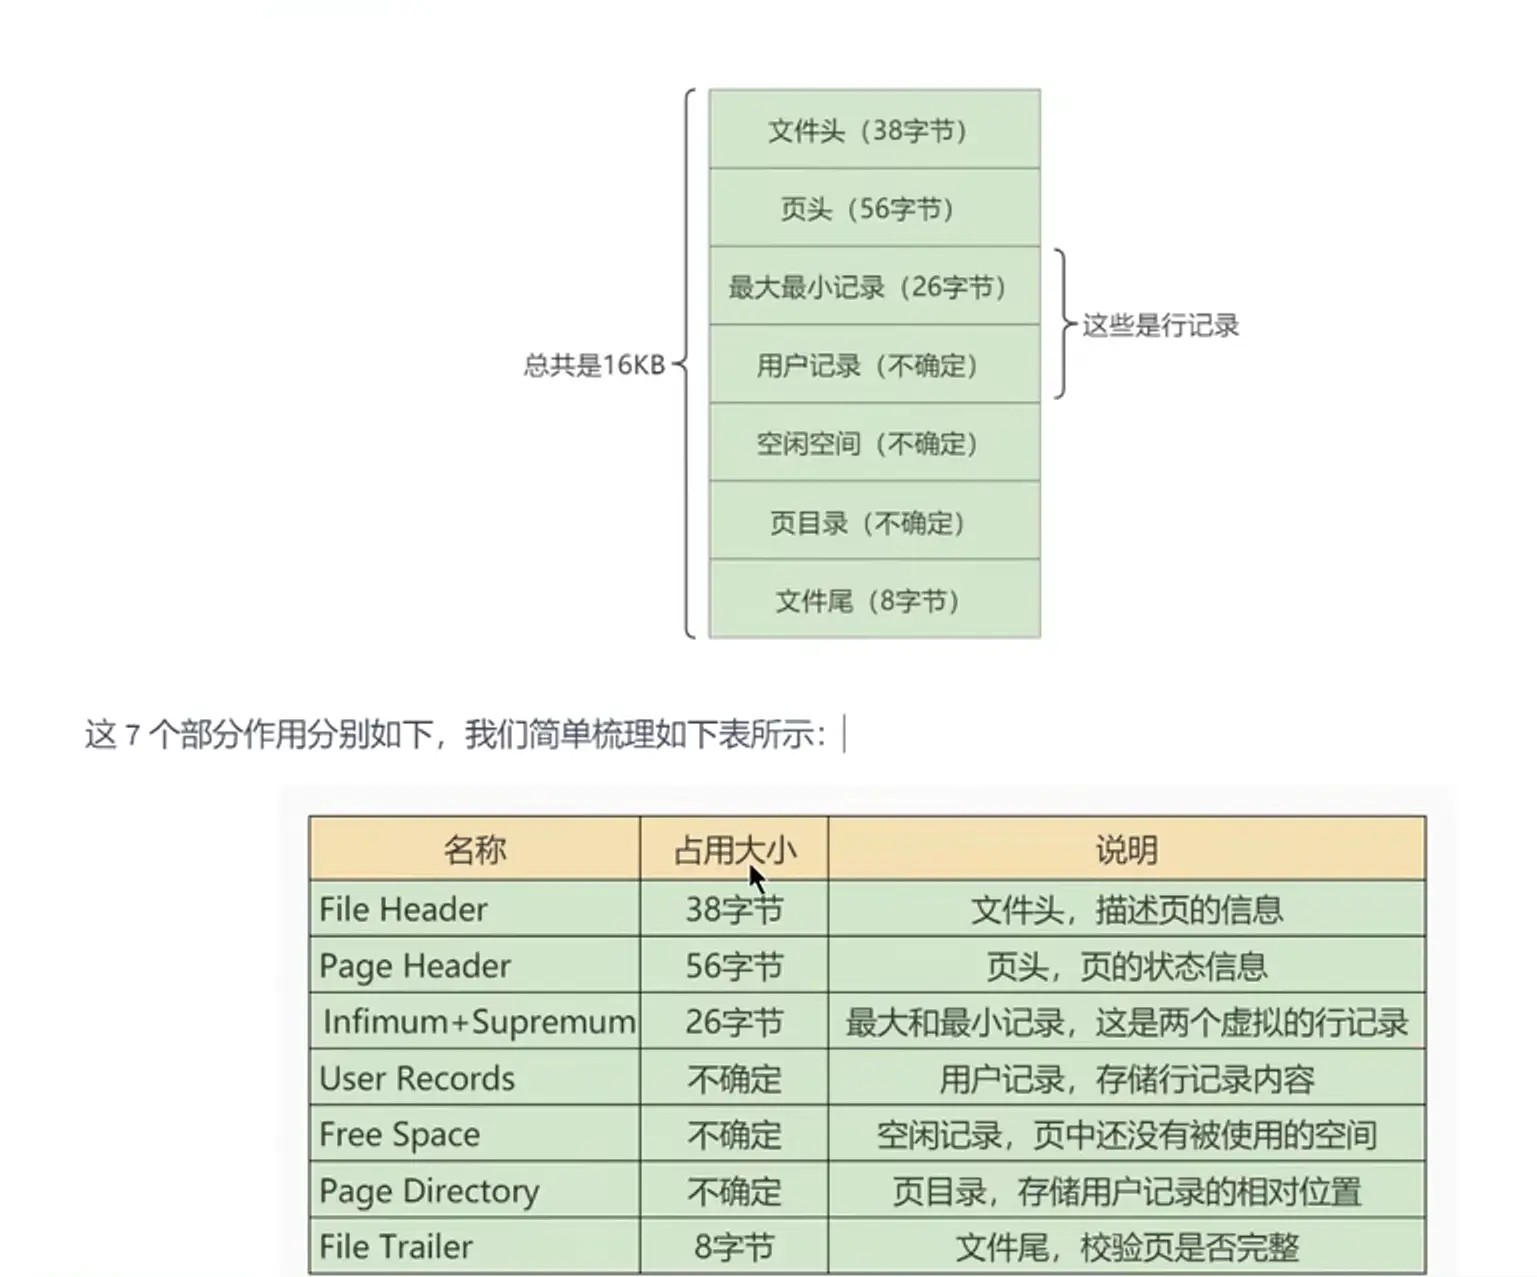 文件头（38字节）
页头（56字节）
最大最小记录（26字节）
这些是行记录
总共是16KB
用户记录（不确定）
空闲空间（不确定）
页目录（不确定）
文件尾（8字节）
这 7 个部分作用分别如下，我们简单梳理如下表所示：
名称 占用大小 说明
File Header 38字节 文件头，描述页的信息
Page Header 56字节 页头，页的状态信息
Infimum+Supremum 26字节 最大和最小记录，这是两个虚拟的行记录
User Records 不确定 用户记录，存储行记录内容
Free Space 不确定 空闲记录，页中还没有被使用的空间
Page Directory 不确定 页目录，存储用户记录的相对位置
File Trailer 8字节 文件尾，校验页是否完整